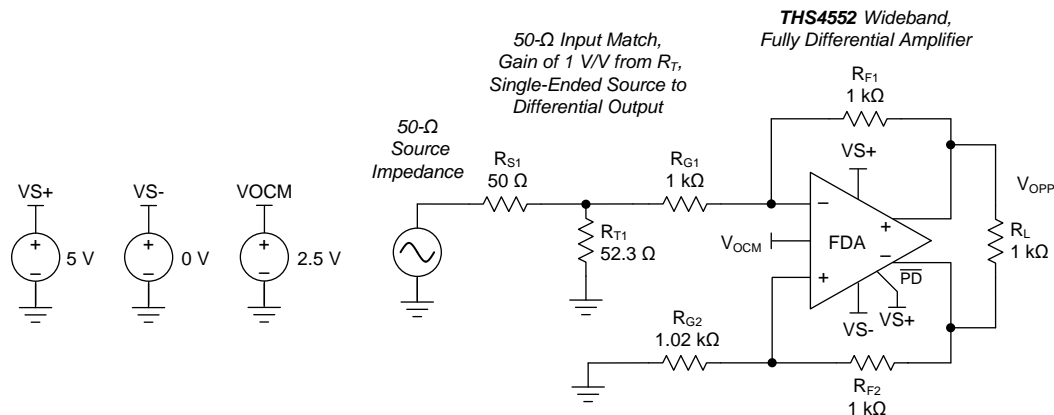 THS4552 Wideband,
Fully Differential Amplifier
50-Ω Input Match,
Gain of 1 V/V from RT,
Single-Ended Source to
Differential Output
50-Ω
Source
Impedance
RF1
1 kΩ
VS+
VS-
VOCM
5 V
0 V
2.5 V
RS1
50 Ω
RT1
52.3 Ω
RG1
1 kΩ
VS+
VOCM
FDA
PD
VS+
VS-
VOPP
RL
1 kΩ
RG2
1.02 kΩ
RF2
1 kΩ